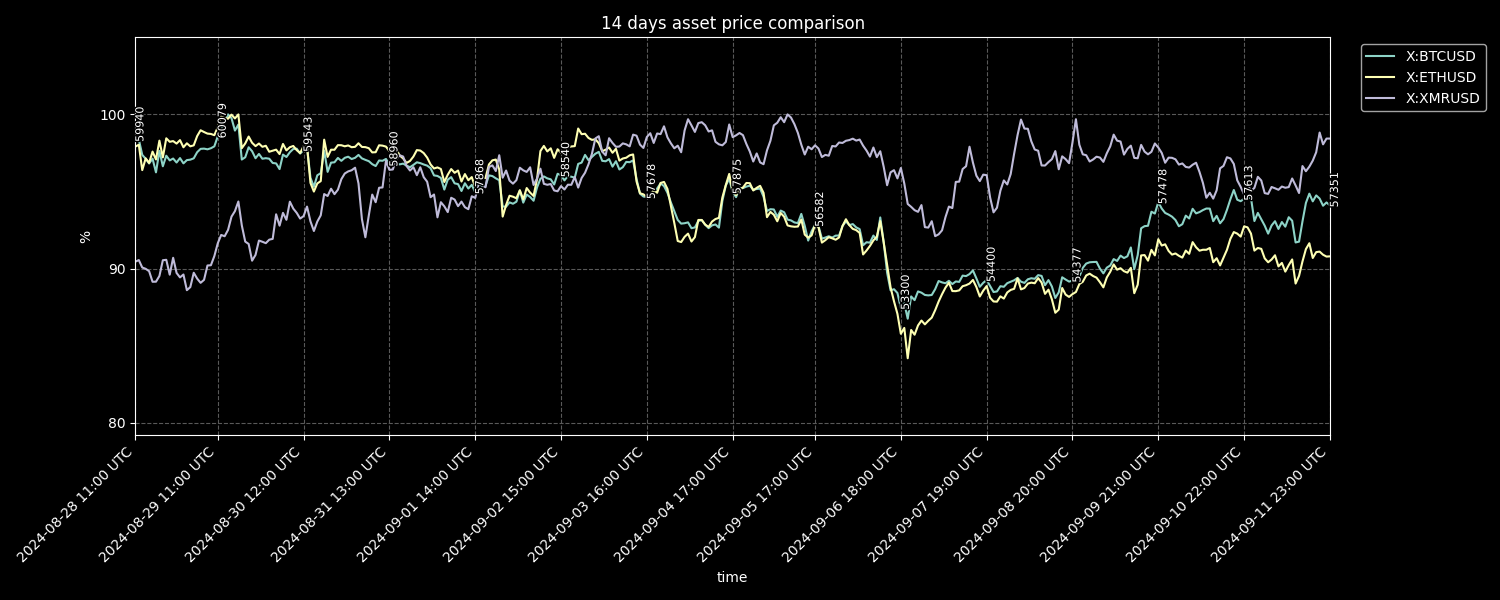 14 days asset price comparison
X:BTCUSD
X:ETHUSD
X:XMRUSD
100
90
80
%
59940
60079
59543
58960
57868
58540
57678
57875
56582
53300
54400
54377
57478
57613
57351
2024-08-28 11:00 UTC
2024-08-29 11:00 UTC
2024-08-30 12:00 UTC
2024-08-31 13:00 UTC
2024-09-01 14:00 UTC
2024-09-02 15:00 UTC
2024-09-03 16:00 UTC
2024-09-04 17:00 UTC
2024-09-05 17:00 UTC
2024-09-06 18:00 UTC
2024-09-07 19:00 UTC
2024-09-08 20:00 UTC
2024-09-09 21:00 UTC
2024-09-10 22:00 UTC
2024-09-11 23:00 UTC
time